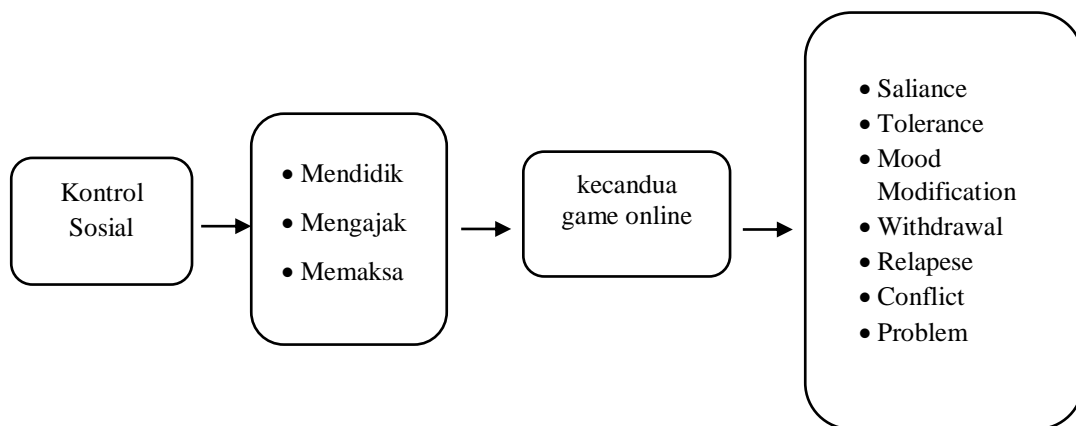 Kontrol
Sosial
• Mendidik
• Mengajak
• Memaksa
kecandua
game online
• Saliance
• Tolerance
• Mood
Modification
• Withdrawal
• Relapese
• Conflict
• Problem